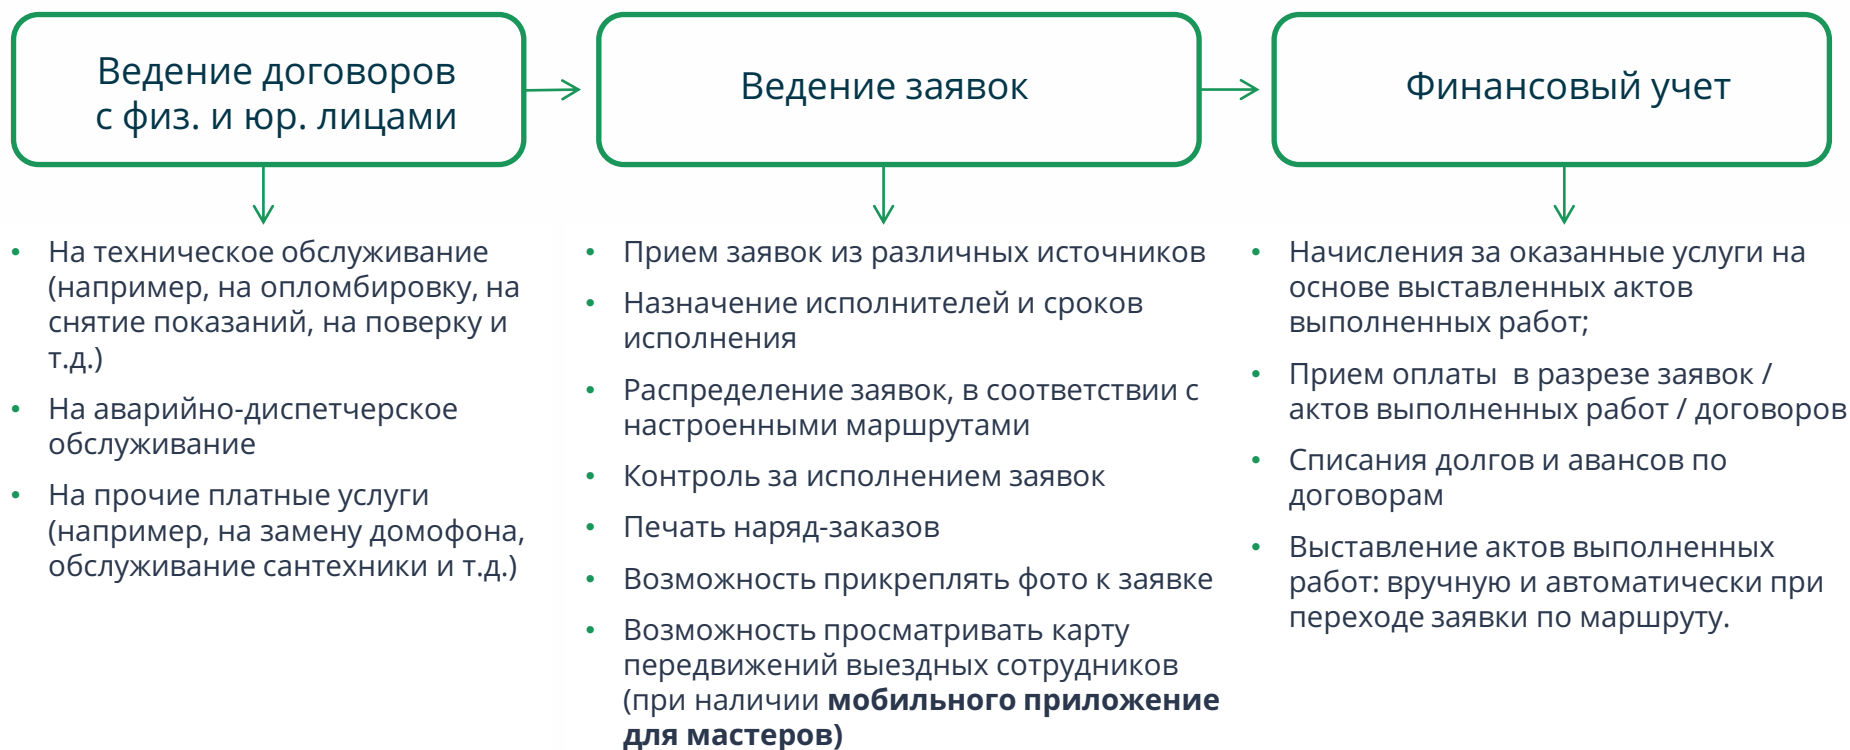 Ведение договоров
с физ. и юр. лицами
Ведение заявок
Финансовый учет
• На техническое обслуживание
(например, на опломбировку, на
снятие показаний, на поверку и
т.д.)
• На аварийно-диспетчерское
обслуживание
• На прочие платные услуги
(например, на замену домофона,
обслуживание сантехники и т.д.)
• Прием заявок из различных источников
• Назначение исполнителей и сроков
исполнения
• Распределение заявок, в соответствии с
настроенными маршрутами
• Контроль за исполнением заявок
• Печать наряд-заказов
• Возможность прикреплять фото к заявке
• Возможность просматривать карту
передвижений выездных сотрудников
(при наличии мобильного приложение
для мастеров)
• Начисления за оказанные услуги на
основе выставленных актов
выполненных работ;
• Прием оплаты  в разрезе заявок /
актов выполненных работ / договоров
• Списания долгов и авансов по
договорам
• Выставление актов выполненных
работ: вручную и автоматически при
переходе заявки по маршруту.